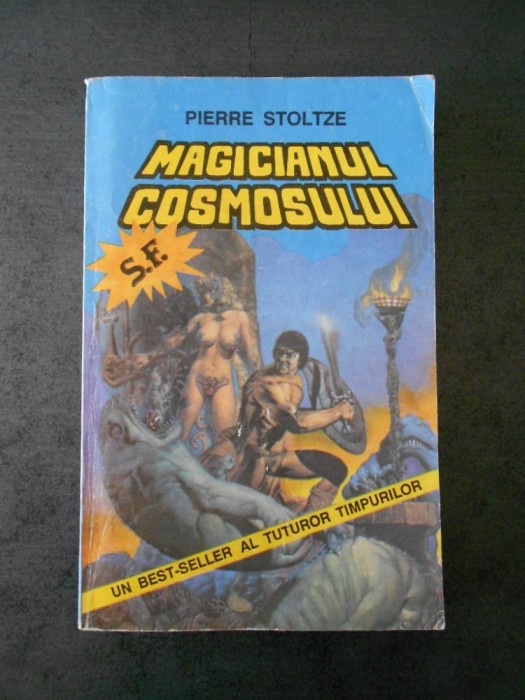 PIERRE STOLTZE
MAGICIANUL
COSMOSULUI
S.F.
UN BEST-SELLER AL TUTUROR TIMPURILOR